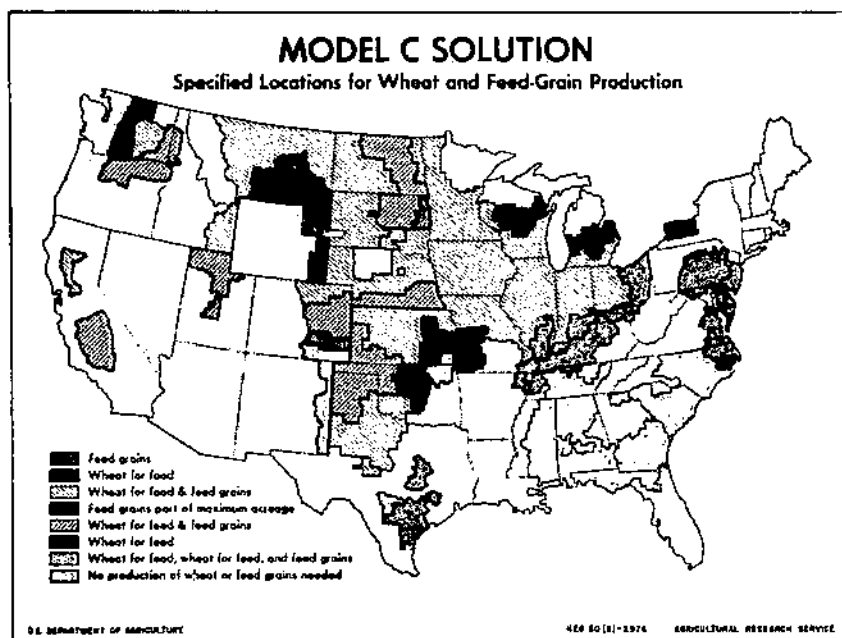 MODEL C SOLUTION
Specified Locations for Wheat and Feed-Grain Production
Feed grains
Wheat for food
Wheat for food & feed grains
Feed grains part of maximum acreage
Wheat for feed & feed grains
Wheat for feed
Wheat for food, wheat for feed, and feed grains
No production of wheat or feed grains needed
U.S. DEPARTMENT OF AGRICULTURE
AGRICULTURAL RESEARCH SERVICE